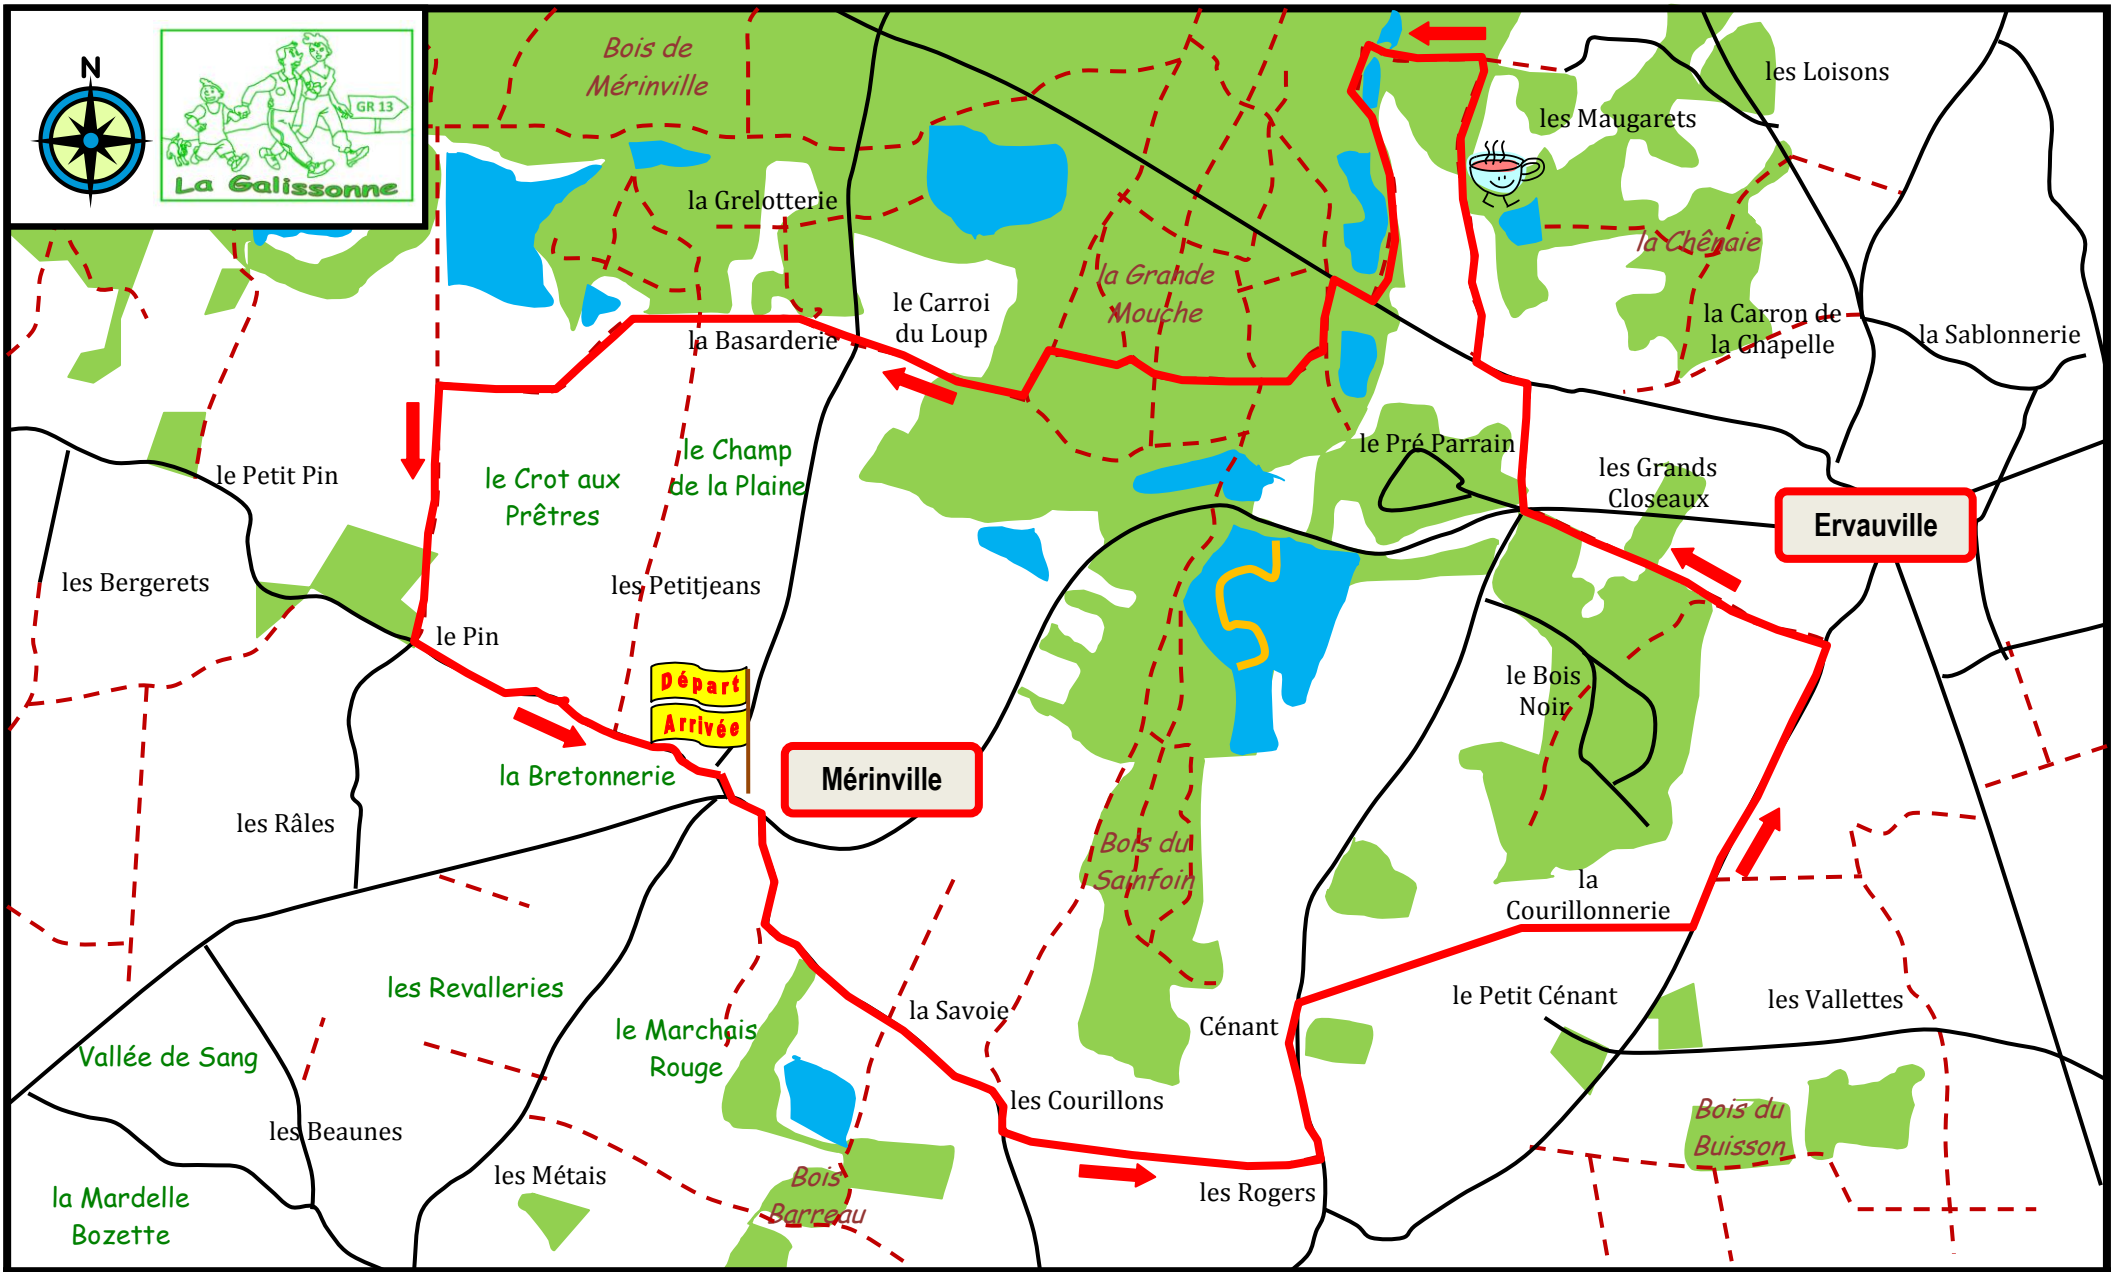 N
GR 13
La Galissonne
Bois de
Mérinville
les Loisons
les Maugarets
la Grelotterie
la Chênaie
la Grande
Mouche
le Carroi
du Loup
la Carron de
la Chapelle
la Sablonnerie
la Basarderie
le Pré Parrain
le Champ
de la Plaine
le Petit Pin
le Crot aux
Prêtres
les Grands
Closeaux
Ervauville
les Bergerets
les Petitjeans
le Pin
Départ
Arrivée
le Bois
Noir
la Bretonnerie
Mérinville
les Râles
Bois du
Sainfoin
la
Courillonnerie
les Revalleries
le Petit Cénant
les Vallettes
la Savoie
Cénant
le Marchais
Rouge
Vallée de Sang
les Courillons
Bois du
Buisson
les Beaunes
les Métais
Bois
Barreau
les Rogers
la Mardelle
Bozette